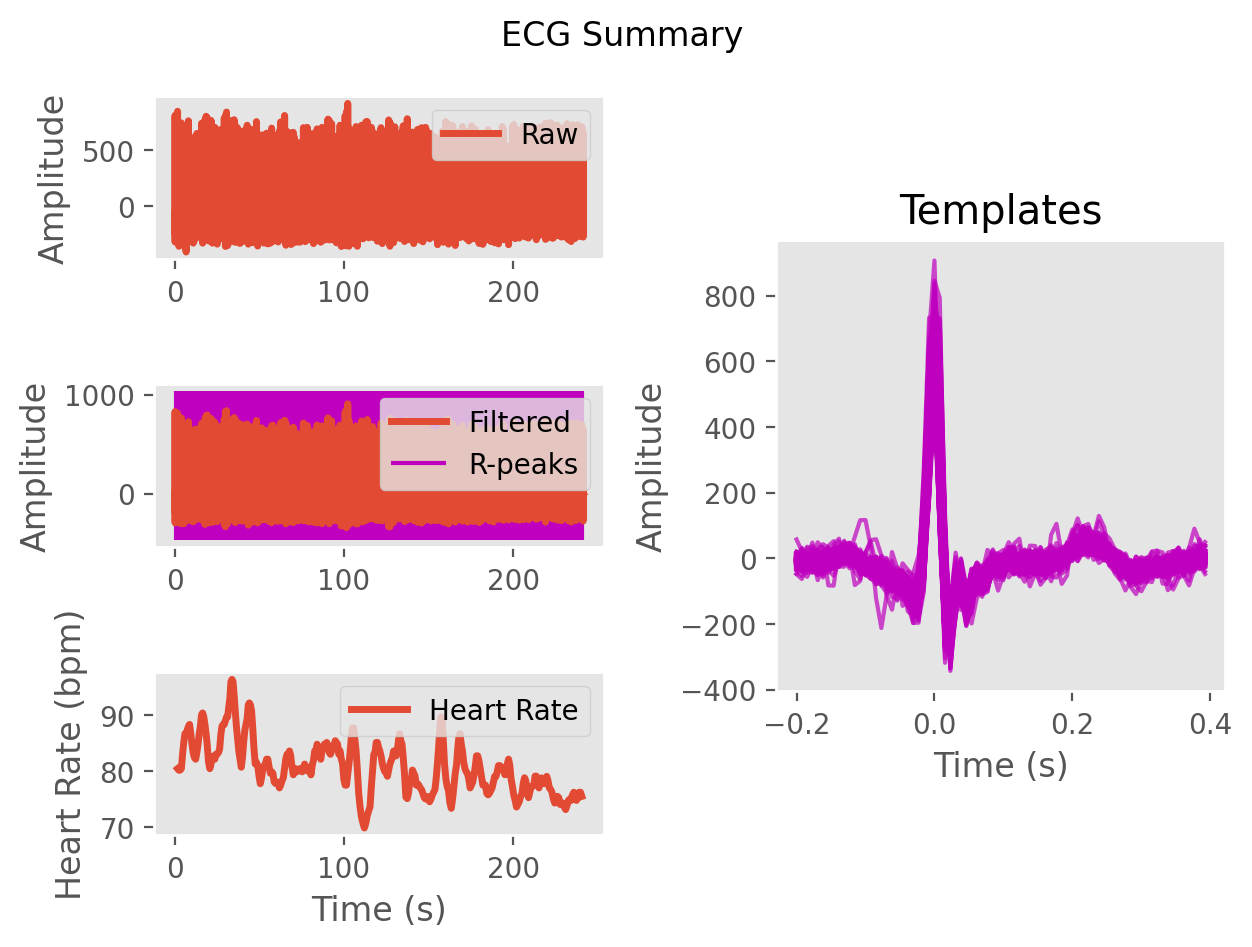 ECG Summary
Amplitude
500
0
Raw
0 100 200
Amplitude
1000
0
Filtered
R-peaks
0 100 200
Heart Rate (bpm)
90
80
70
Heart Rate
0 100 200
Time (s)
Templates
Amplitude
800
600
400
200
0
−200
−400
−0.2 0.0 0.2 0.4
Time (s)